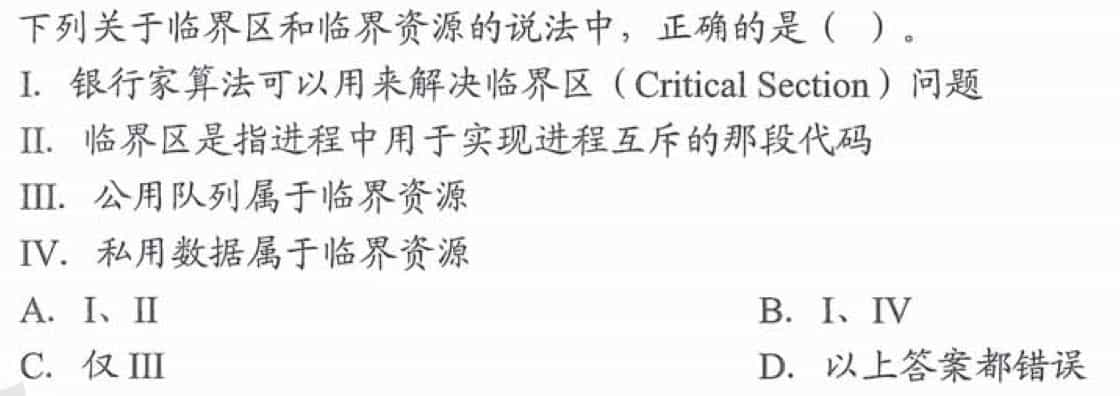 下列关于临界区和临界资源的说法中，正确的是（ ）。
I. 银行家算法可以用来解决临界区（Critical Section）问题
II. 临界区是指进程中用于实现进程互斥的那段代码
III. 公用队列属于临界资源
IV. 私用数据属于临界资源
A. I、II B. I、IV
C. 仅 III D. 以上答案都错误